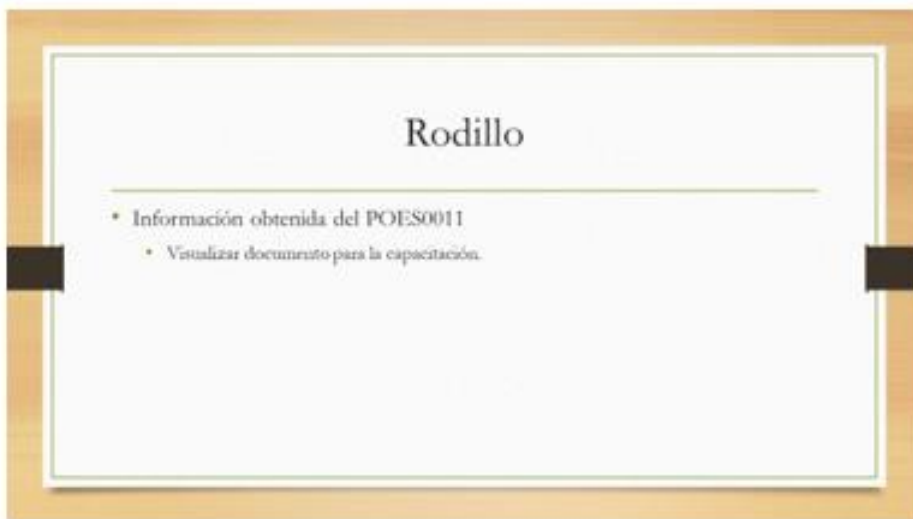 Rodillo
• Información obtenida del POES0011
• Visualizar documento para la capacitación.